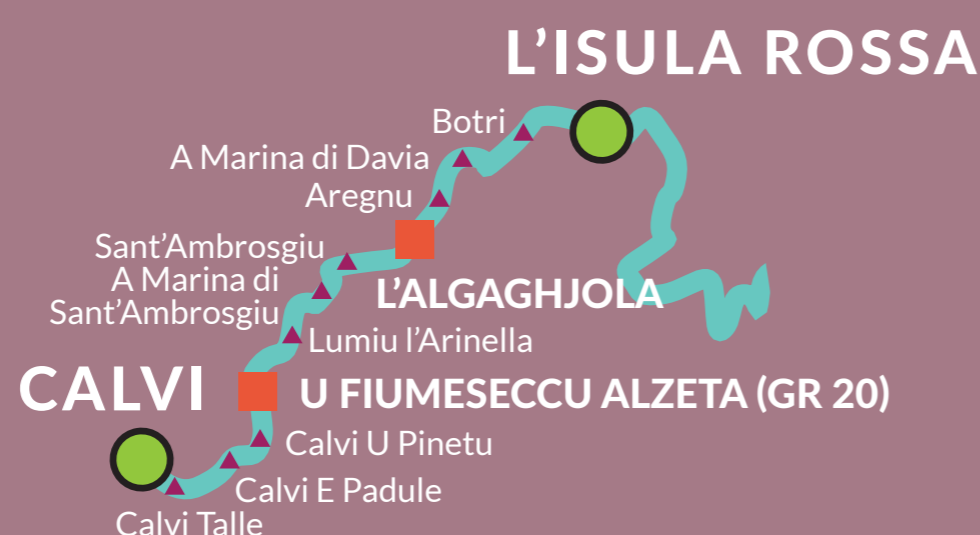 L'ISULA ROSSA
Botri
A Marina di Davia
Aregnu
Sant'Ambrosgiu
A Marina di
Sant'Ambrosgiu
L'ALGAGHJOLA
Lumiu l'Arinella
CALVI
U FIUMESECCU ALZETA (GR 20)
Calvi U Pinetu
Calvi E Padule
Calvi Talle